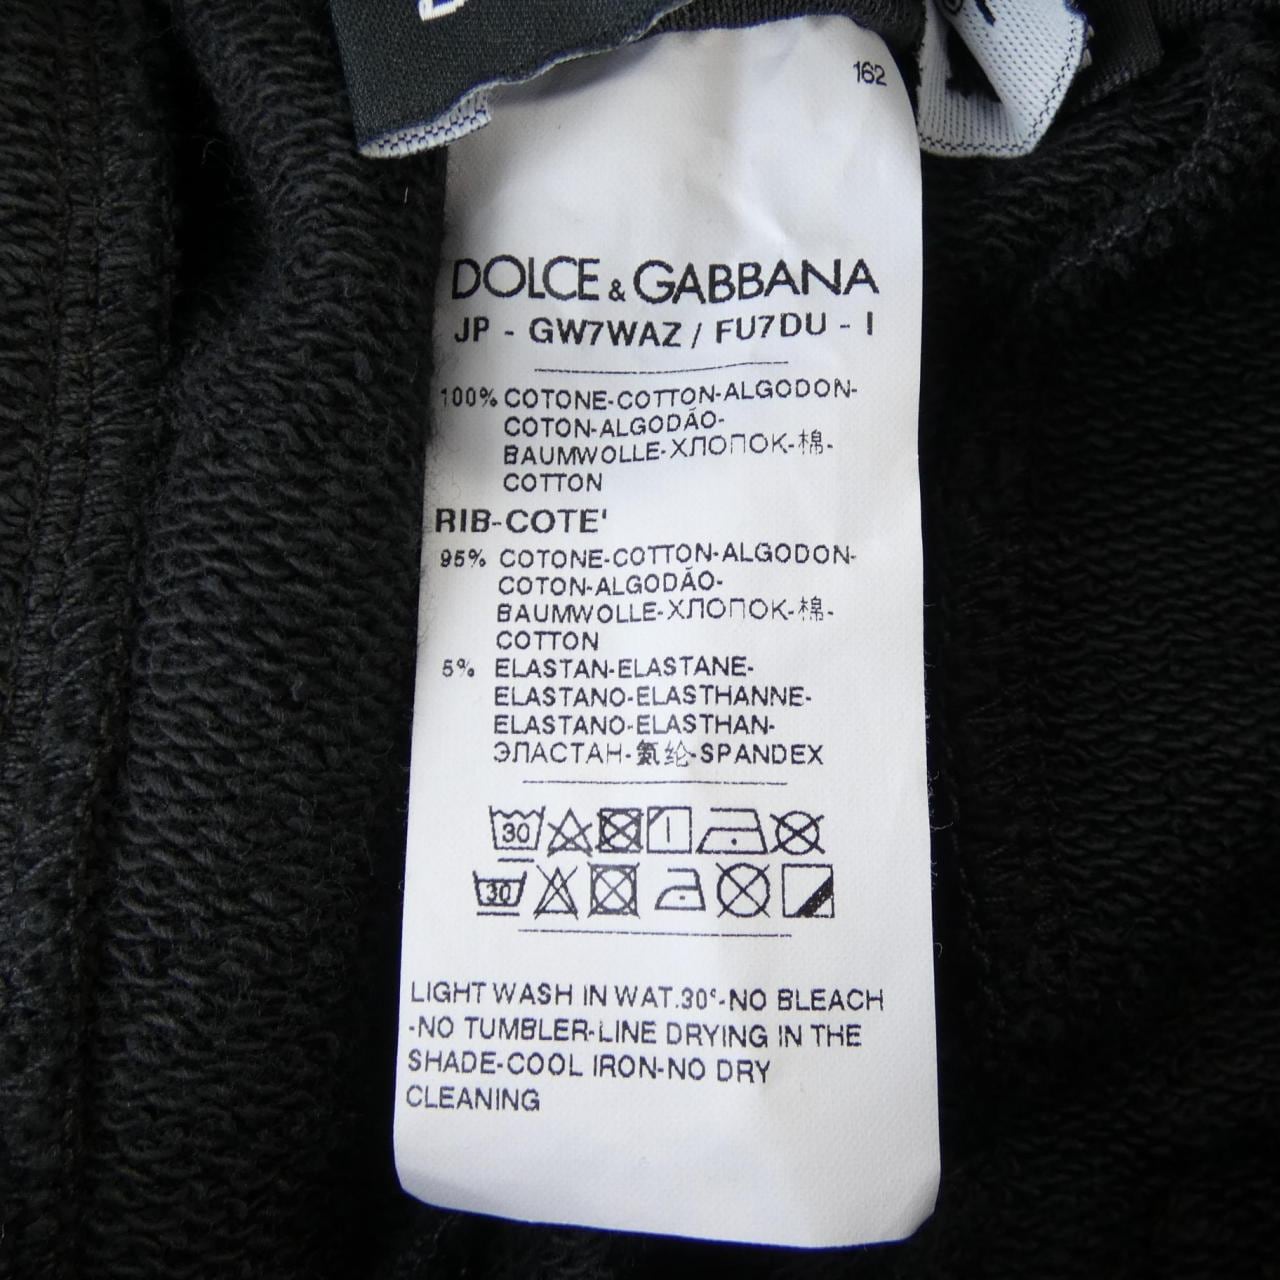 162
DOLCE & GABBANA
JP - GW7WAZ / FU7DU - I
100% COTONE-COTTON-ALGODON-
COTON-ALGODÃO-
BAUMWOLLE-ХЛОПОК-棉-
COTTON
RIB-COTE'
95% COTONE-COTTON-ALGODON-
COTON-ALGODÃO-
BAUMWOLLE-ХЛОПОК-棉-
COTTON
5% ELASTAN-ELASTANE-
ELASTANO-ELASTHANNE-
ELASTANO-ELASTHAN-
ЭЛАСТАН-氨纶-SPANDEX
30
30
LIGHT WASH IN WAT.30°-NO BLEACH
-NO TUMBLER-LINE DRYING IN THE
SHADE-COOL IRON-NO DRY
CLEANING